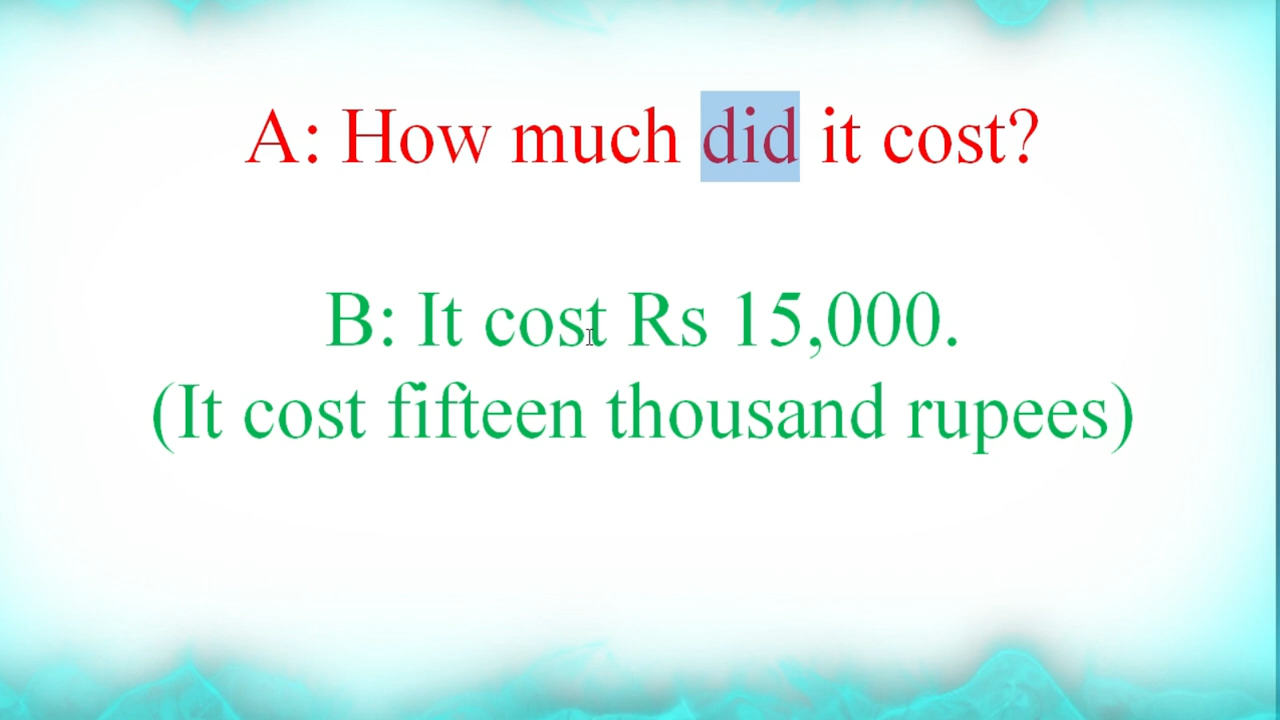 A: How much did it cost?
B: It cost Rs 15,000.
(It cost fifteen thousand rupees)